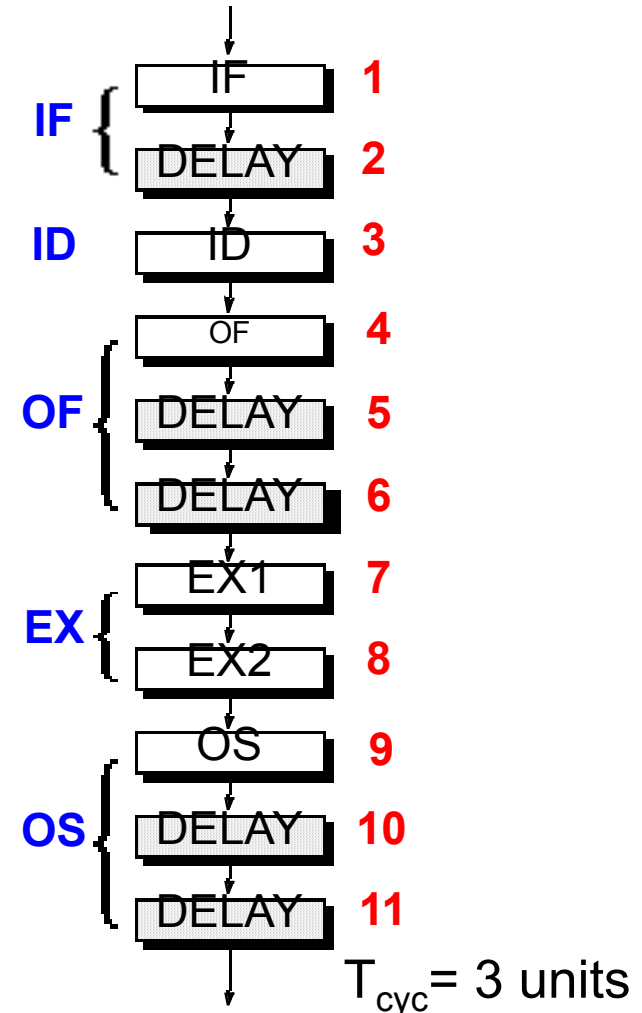 IF 1
IF
DELAY 2
ID ID 3
OF 4
OF DELAY 5
DELAY 6
EX1 7
EX
EX2 8
OS 9
OS DELAY 10
DELAY 11
Tcyc= 3 units